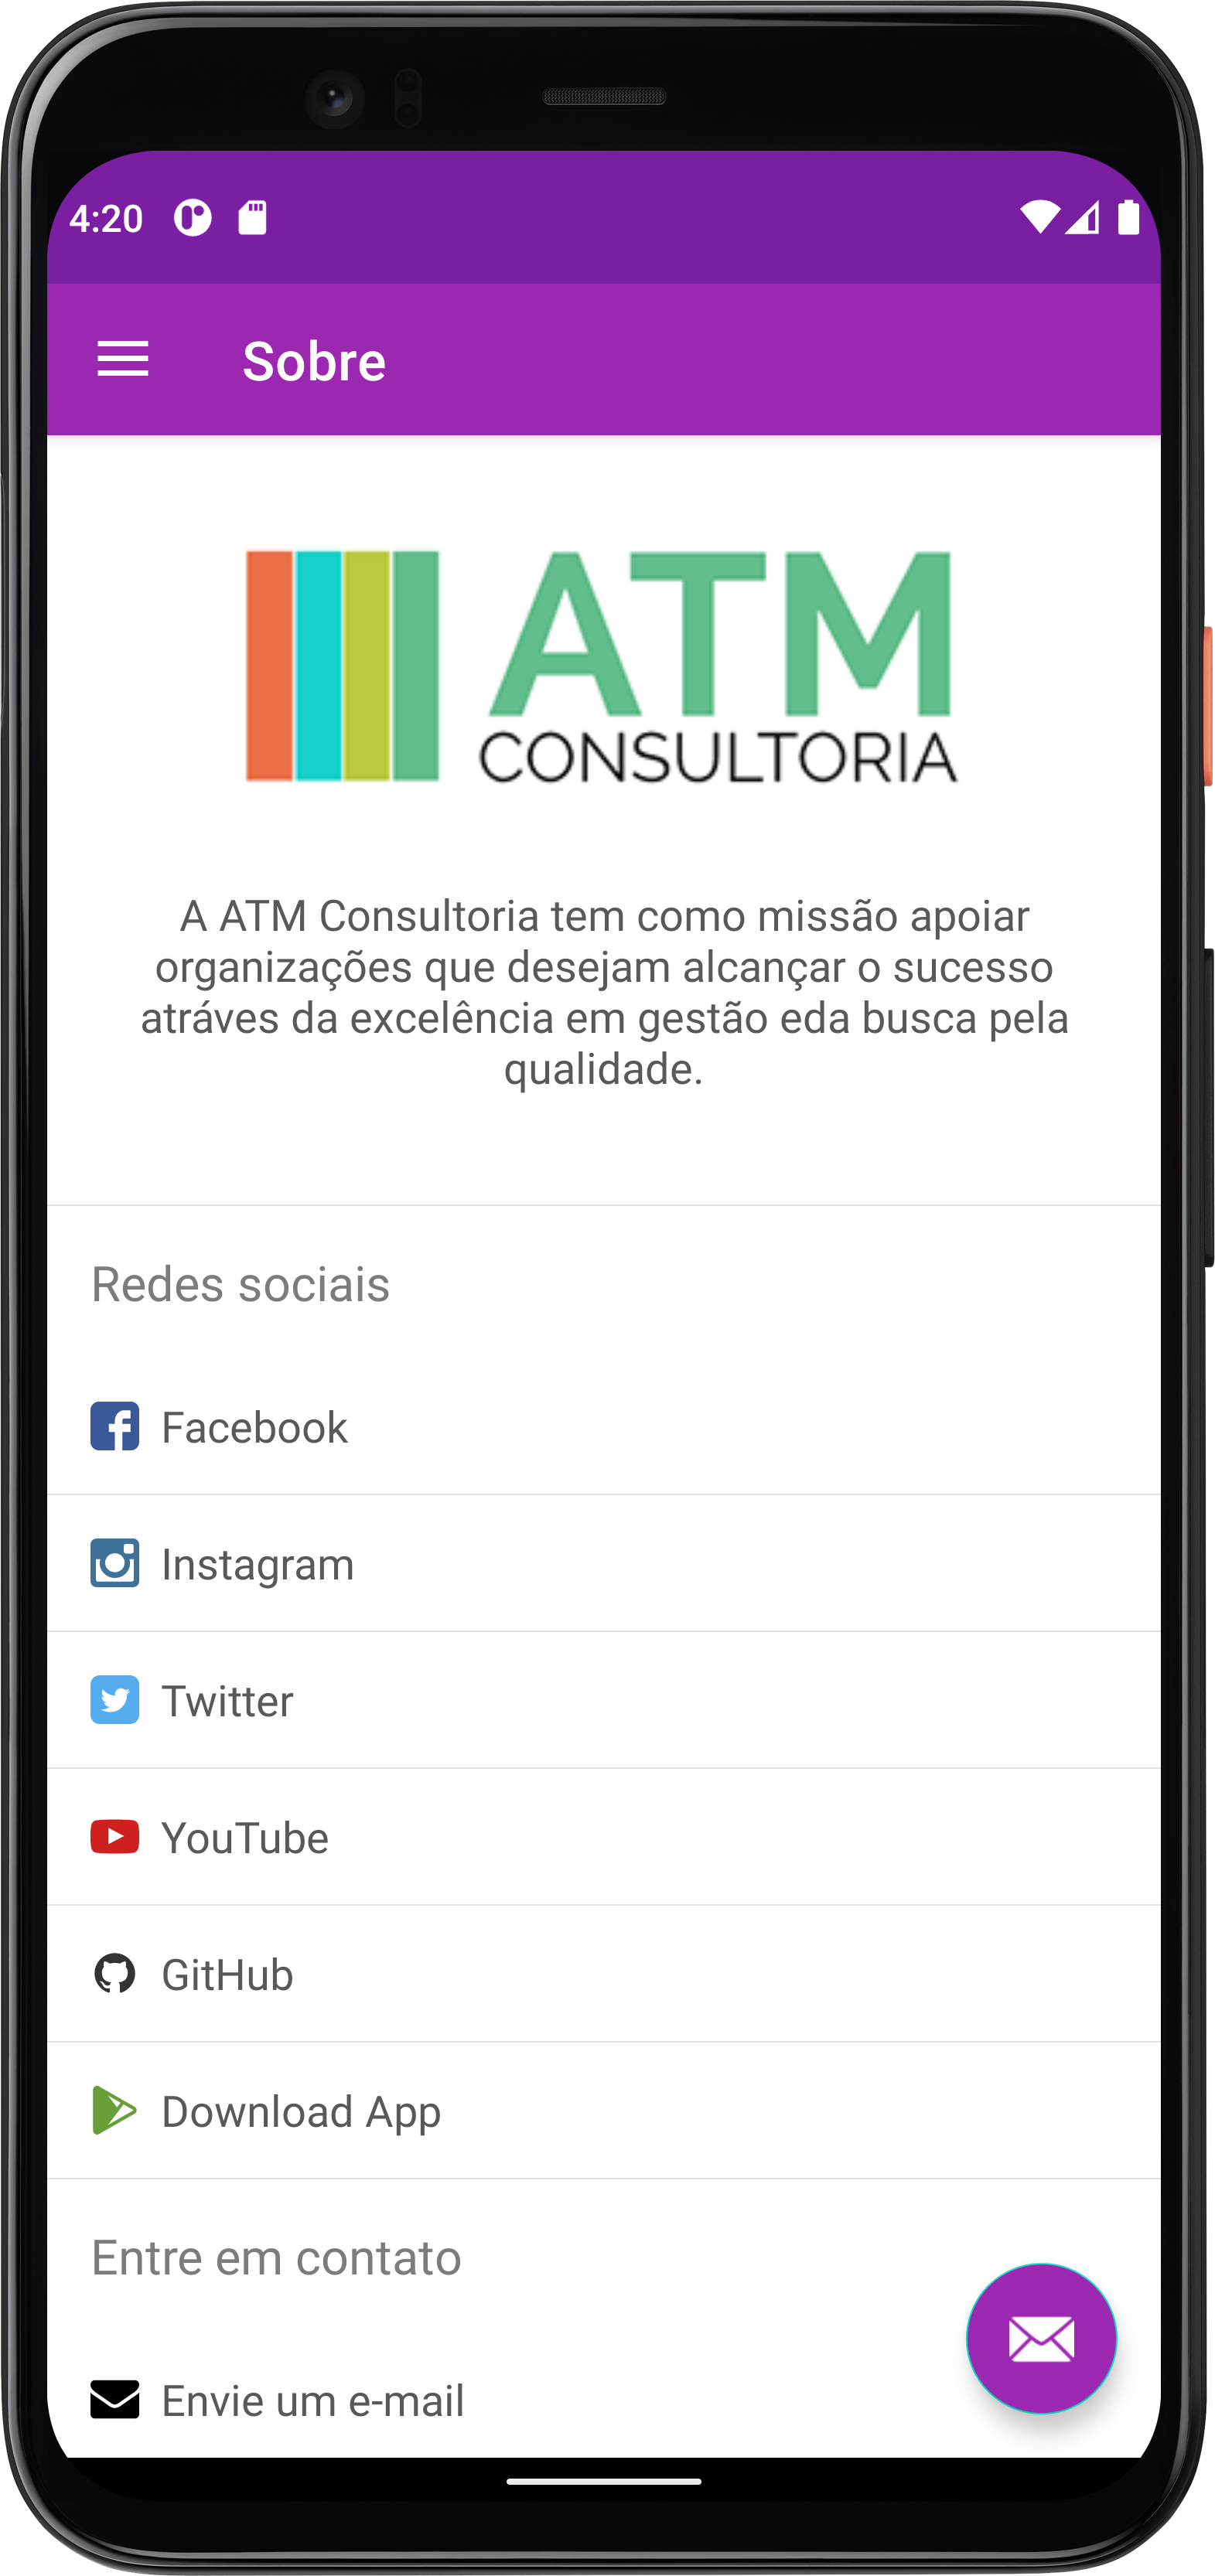 4:20
Sobre
ATM
CONSULTORIA
A ATM Consultoria tem como missão apoiar
organizações que desejam alcançar o sucesso
atráves da excelência em gestão eda busca pela
qualidade.
Redes sociais
Facebook
Instagram
Twitter
YouTube
GitHub
Download App
Entre em contato
Envie um e-mail